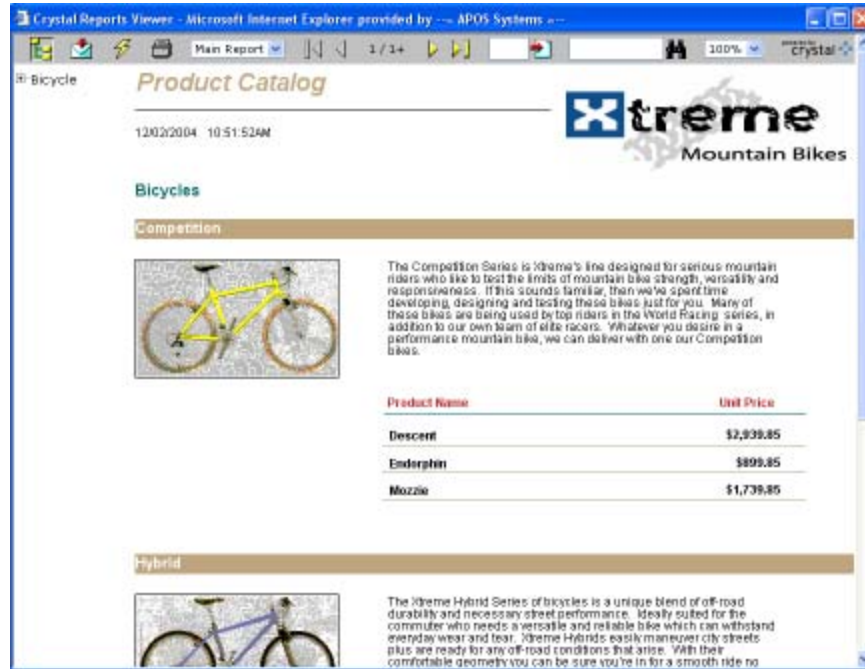 Crystal Reports Viewer - Microsoft Internet Explorer provided by --- APOS Systems ---
Main Report 1 / 1+ 100% crystal
Bicycle
Product Catalog
Xtreme
Mountain Bikes
12/02/2004 10:51:52AM
Bicycles
Competition
The Competition Series is Xtreme's line designed for serious mountain
riders who like to test the limits of mountain bike strength, versatility and
responsiveness. If this sounds familiar, then we've spent time
developing, designing and testing these bikes just for you. Many of
these bikes are being used by top riders in the World Racing series, in
addition to our own team of elite racers. Whatever you desire in a
performance mountain bike, we can deliver with one our Competition
bikes.
Product Name Unit Price
Descent $2,939.85
Endorphin $899.85
Mozzie $1,739.85
Hybrid
The Xtreme Hybrid Series of bicycles is a unique blend of off-road
durability and necessary street performance. Ideally suited for the
commuter who needs a versatile and reliable bike which can withstand
everyday wear and tear. Xtreme Hybrids easily maneuver city streets
plus are ready for any off-road conditions that arise. With their
comfortable geometry you can be sure you're in for a smooth ride no